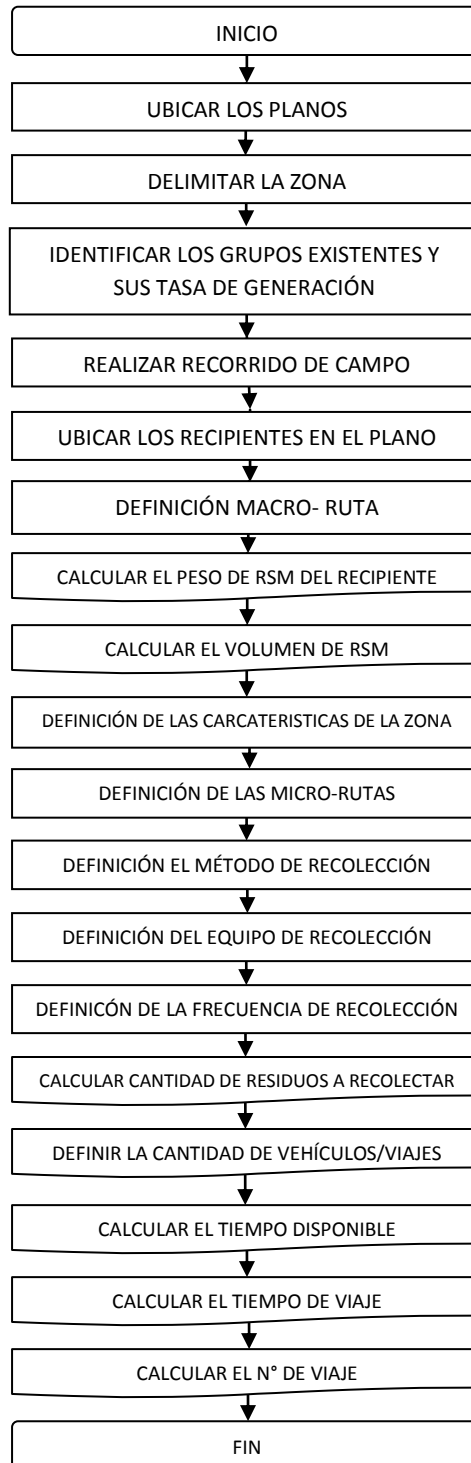 INICIO
UBICAR LOS PLANOS
DELIMITAR LA ZONA
IDENTIFICAR LOS GRUPOS EXISTENTES Y
SUS TASA DE GENERACIÓN
REALIZAR RECORRIDO DE CAMPO
UBICAR LOS RECIPIENTES EN EL PLANO
DEFINICIÓN MACRO- RUTA
CALCULAR EL PESO DE RSM DEL RECIPIENTE
CALCULAR EL VOLUMEN DE RSM
DEFINICIÓN DE LAS CARCATERISTICAS DE LA ZONA
DEFINICIÓN DE LAS MICRO-RUTAS
DEFINICIÓN EL MÉTODO DE RECOLECCIÓN
DEFINICIÓN DEL EQUIPO DE RECOLECCIÓN
DEFINICÓN DE LA FRECUENCIA DE RECOLECCIÓN
CALCULAR CANTIDAD DE RESIDUOS A RECOLECTAR
DEFINIR LA CANTIDAD DE VEHÍCULOS/VIAJES
CALCULAR EL TIEMPO DISPONIBLE
CALCULAR EL TIEMPO DE VIAJE
CALCULAR EL N° DE VIAJE
FIN